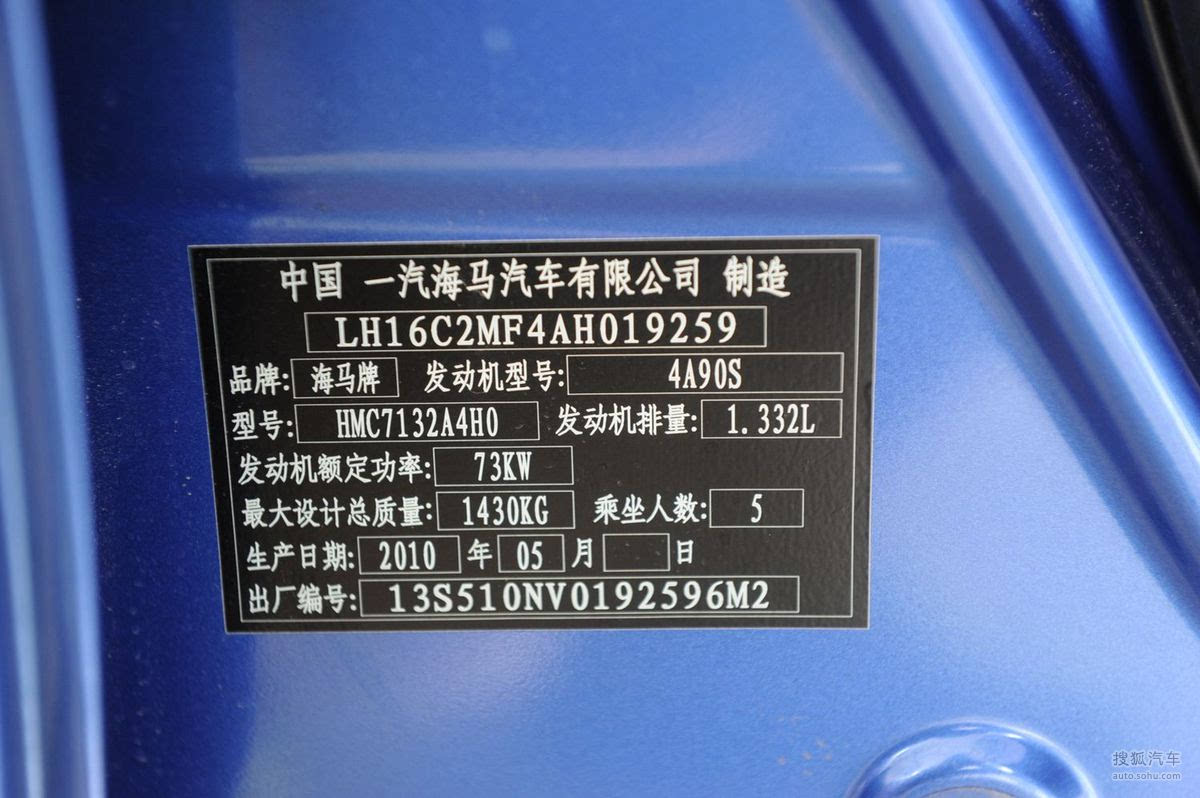 中国 一汽海马汽车有限公司 制造
LH16C2MF4AH019259
品牌: 海马牌 发动机型号: 4A90S
型号: HMC7132A4H0 发动机排量: 1.332L
发动机额定功率: 73KW
最大设计总质量: 1430KG 乘坐人数: 5
生产日期: 2010 年 05 月 日
出厂编号: 13S510NV0192596M2
搜狐汽车
auto.sohu.com